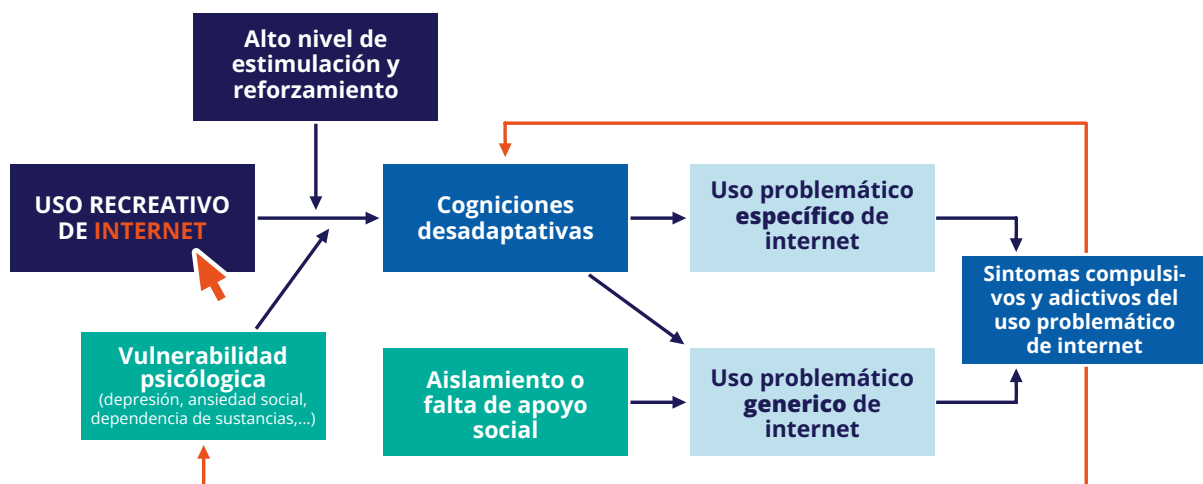 Alto nivel de
estimulación y
reforzamiento
USO RECREATIVO
DE INTERNET
Cogniciones
desadaptativas
Uso problemático
específico de
internet
Sintomas compulsi-
vos y adictivos del
uso problemático
de internet
Vulnerabilidad
psicólogica
(depresión, ansiedad social,
dependencia de sustancias,...)
Aislamiento o
falta de apoyo
social
Uso problemático
generico de
internet